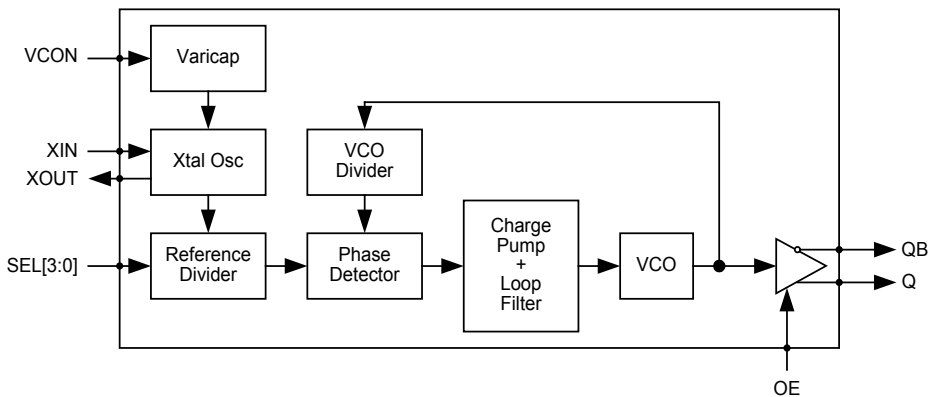 VCON
Varicap
XIN
XOUT
Xtal Osc
VCO
Divider
SEL[3:0]
Reference
Divider
Phase
Detector
Charge
Pump
+
Loop
Filter
VCO
QB
Q
OE